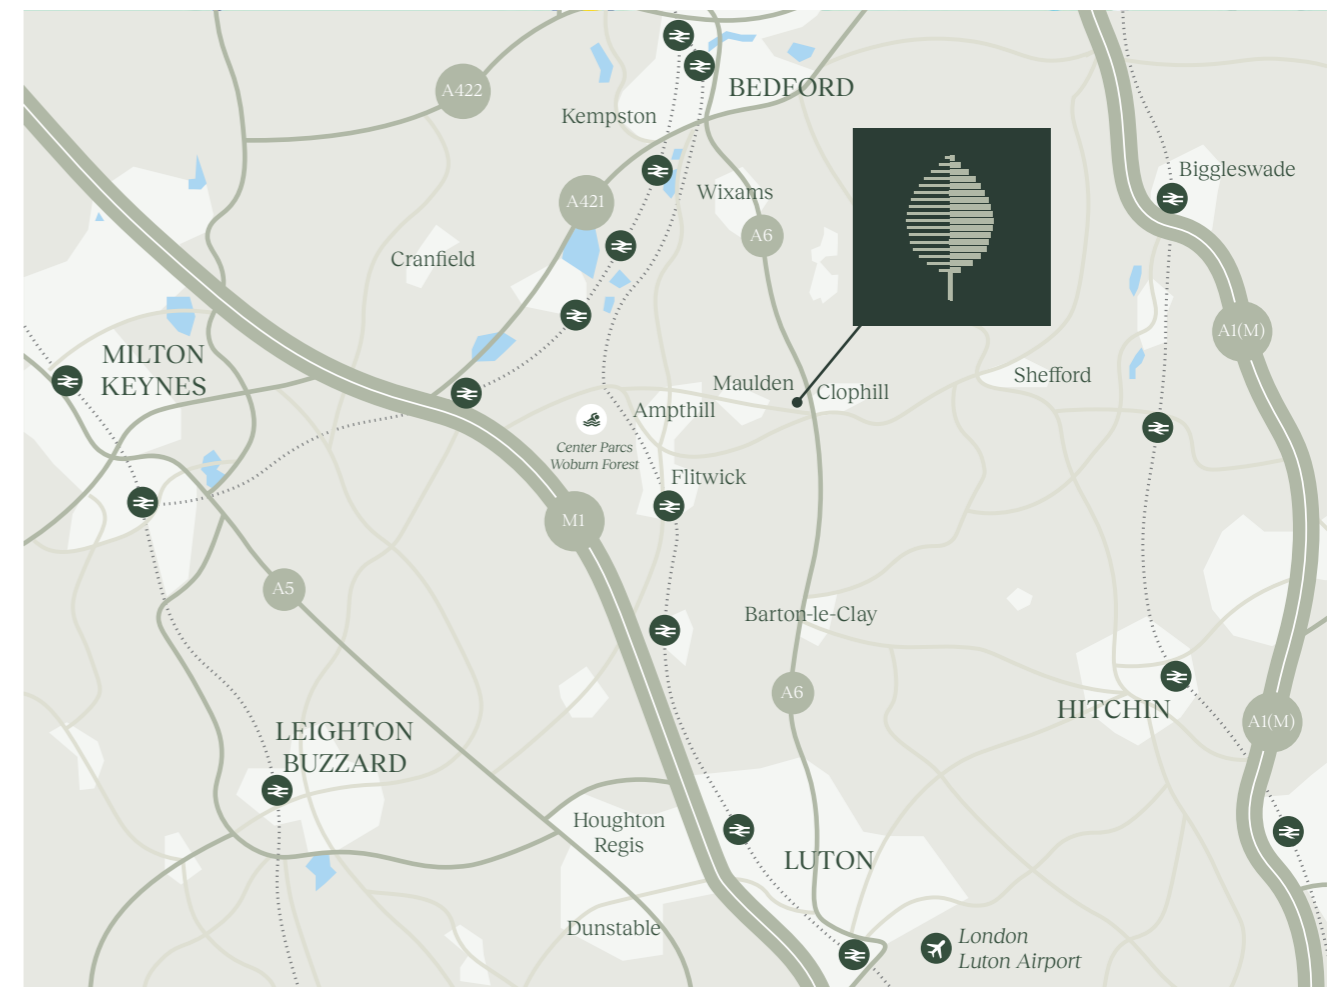 A422
BEDFORD
Kempston
Biggleswade
Wixams
A421
A6
Cranfield
A1(M)
MILTON
KEYNES
Shefford
Maulden
Clophill
Ampthill
Center Parcs
Woburn Forest
Flitwick
M1
A5
Barton-le-Clay
A6
HITCHIN
A1(M)
LEIGHTON
BUZZARD
Houghton
Regis
LUTON
Dunstable
London
Luton Airport